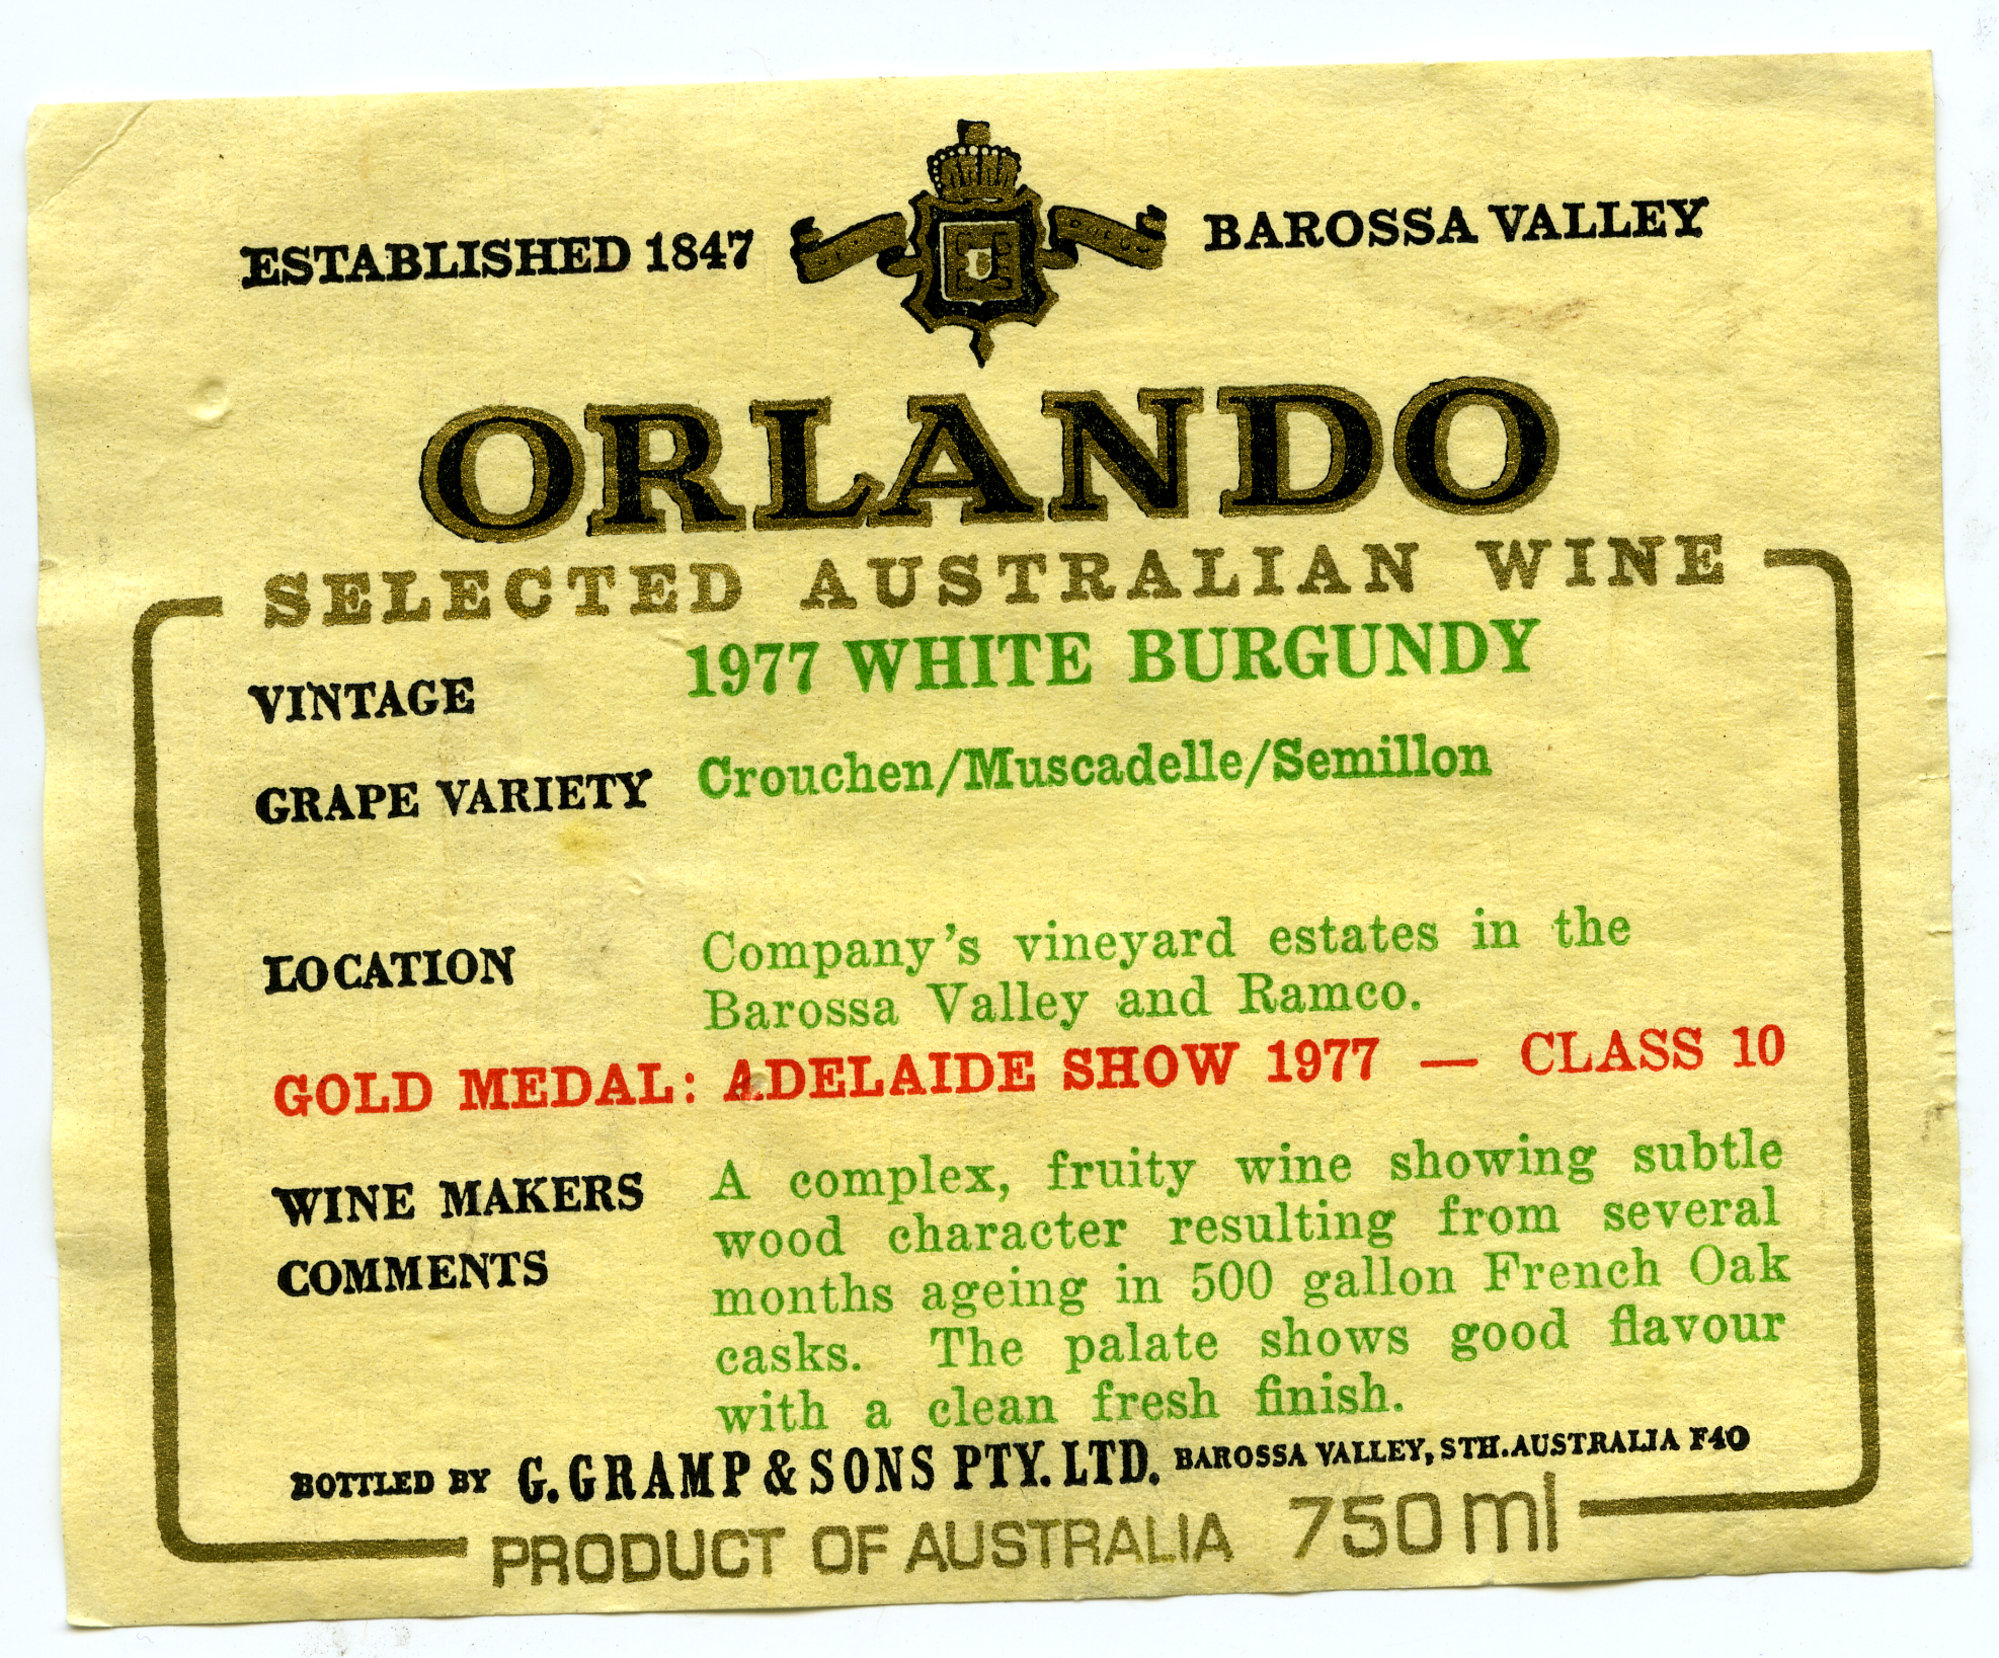 ESTABLISHED 1847
BAROSSA VALLEY
ORLANDO
SELECTED AUSTRALIAN WINE
VINTAGE 1977 WHITE BURGUNDY
GRAPE VARIETY Crouchen/Muscadelle/Semillon
LOCATION Company's vineyard estates in the
Barossa Valley and Ramco.
GOLD MEDAL: ADELAIDE SHOW 1977 — CLASS 10
WINE MAKERS
COMMENTS
A complex, fruity wine showing subtle
wood character resulting from several
months ageing in 500 gallon French Oak
casks. The palate shows good flavour
with a clean fresh finish.
BOTTLED BY G. GRAMP & SONS PTY. LTD. BAROSSA VALLEY, STH. AUSTRALIA F40
PRODUCT OF AUSTRALIA 750 ml